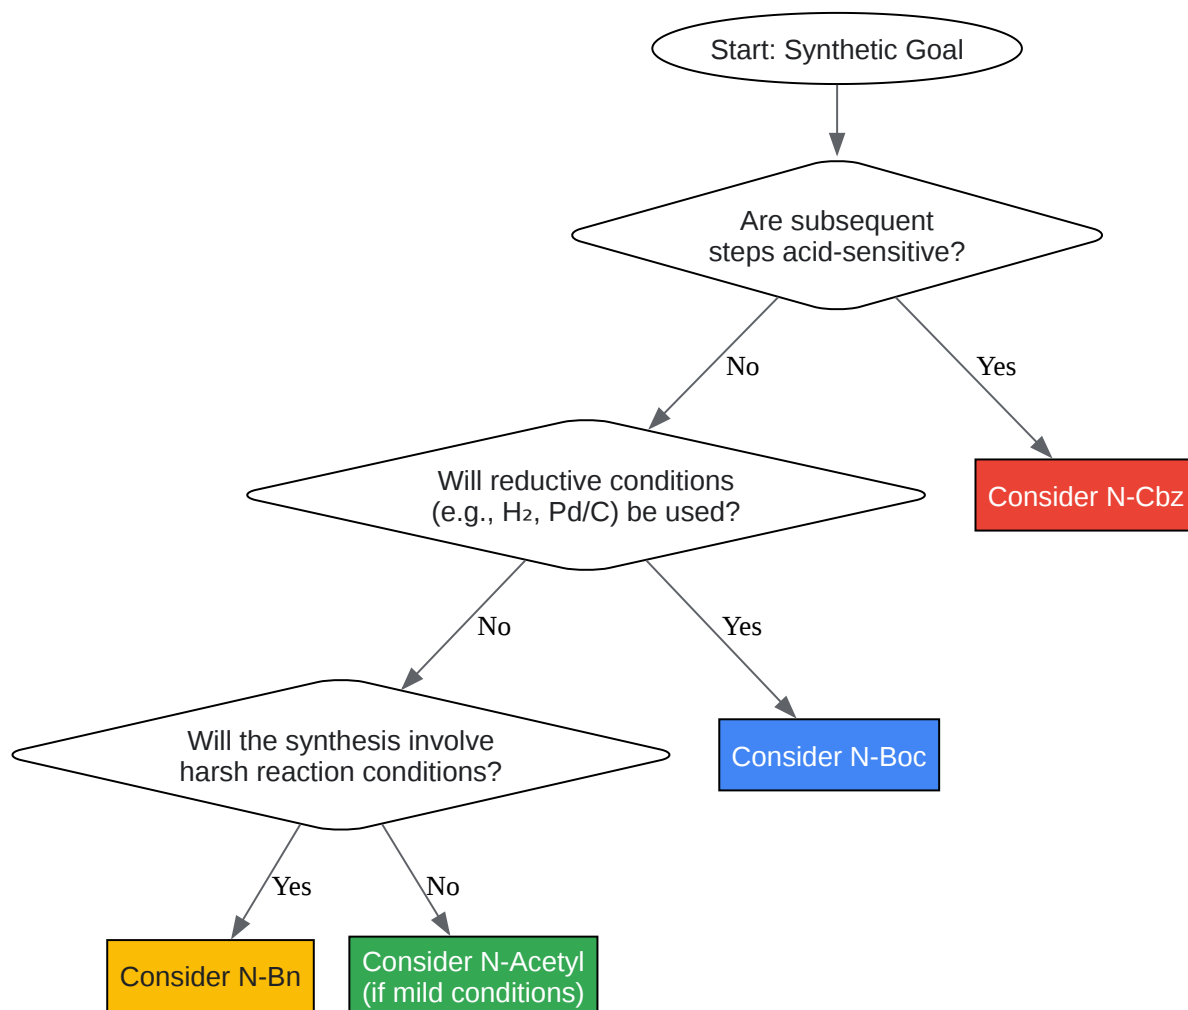 Start: Synthetic Goal
Are subsequent
steps acid-sensitive?
No
Yes
Will reductive conditions
(e.g., H₂, Pd/C) be used?
Consider N-Cbz
No
Yes
Will the synthesis involve
harsh reaction conditions?
Consider N-Boc
Yes
No
Consider N-Bn
Consider N-Acetyl
(if mild conditions)